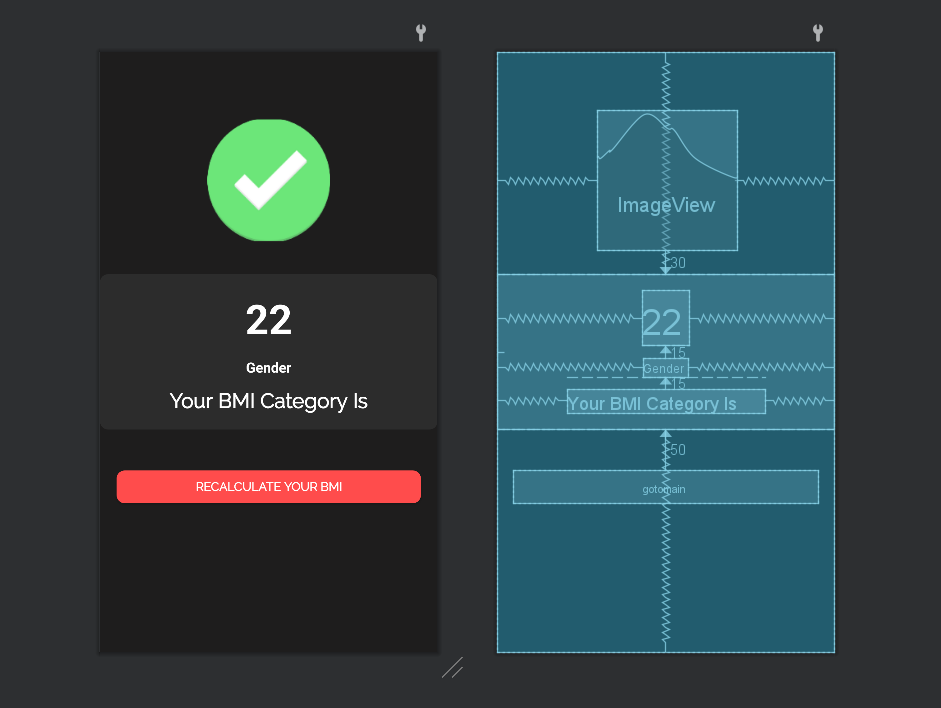 22
Gender
Your BMI Category Is
RECALCULATE YOUR BMI
ImageView
30
22
15
Gender
15
Your BMI Category Is
50
gotomain